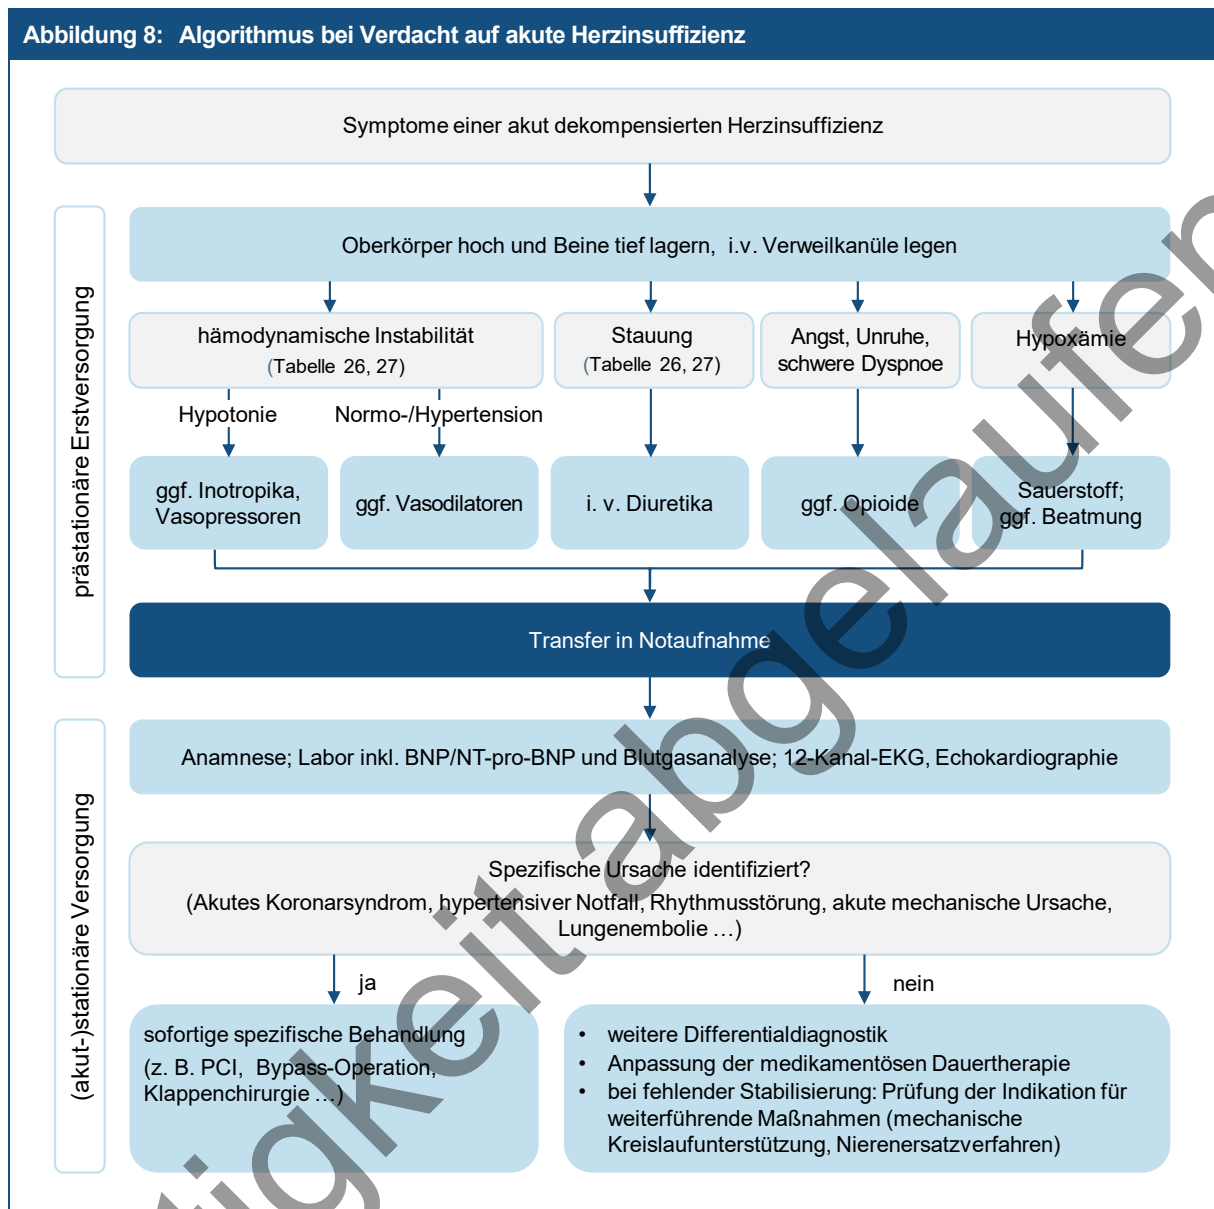 Abbildung 8: Algorithmus bei Verdacht auf akute Herzinsuffizienz
Symptome einer akut dekompensierten Herzinsuffizienz
prästationäre Erstversorgung
Oberkörper hoch und Beine tief lagern, i.v. Verweilkanüle legen
hämodynamische Instabilität
(Tabelle 26, 27)
Stauung
(Tabelle 26, 27)
Angst, Unruhe,
schwere Dyspnoe
Hypoxämie
Hypotonie
Normo-/Hypertension
ggf. Inotropika,
Vasopressoren
ggf. Vasodilatoren
i. v. Diuretika
ggf. Opioide
Sauerstoff;
ggf. Beatmung
Transfer in Notaufnahme
(akut-)stationäre Versorgung
Anamnese; Labor inkl. BNP/NT-pro-BNP und Blutgasanalyse; 12-Kanal-EKG, Echokardiographie
Spezifische Ursache identifiziert?
(Akutes Koronarsyndrom, hypertensiver Notfall, Rhythmusstörung, akute mechanische Ursache,
Lungenembolie …)
ja
nein
sofortige spezifische Behandlung
(z. B. PCI, Bypass-Operation,
Klappenchirurgie …)
• weitere Differentialdiagnostik
• Anpassung der medikamentösen Dauertherapie
• bei fehlender Stabilisierung: Prüfung der Indikation für
weiterführende Maßnahmen (mechanische
Kreislaufunterstützung, Nierenersatzverfahren)
tigkeit abgelaufen